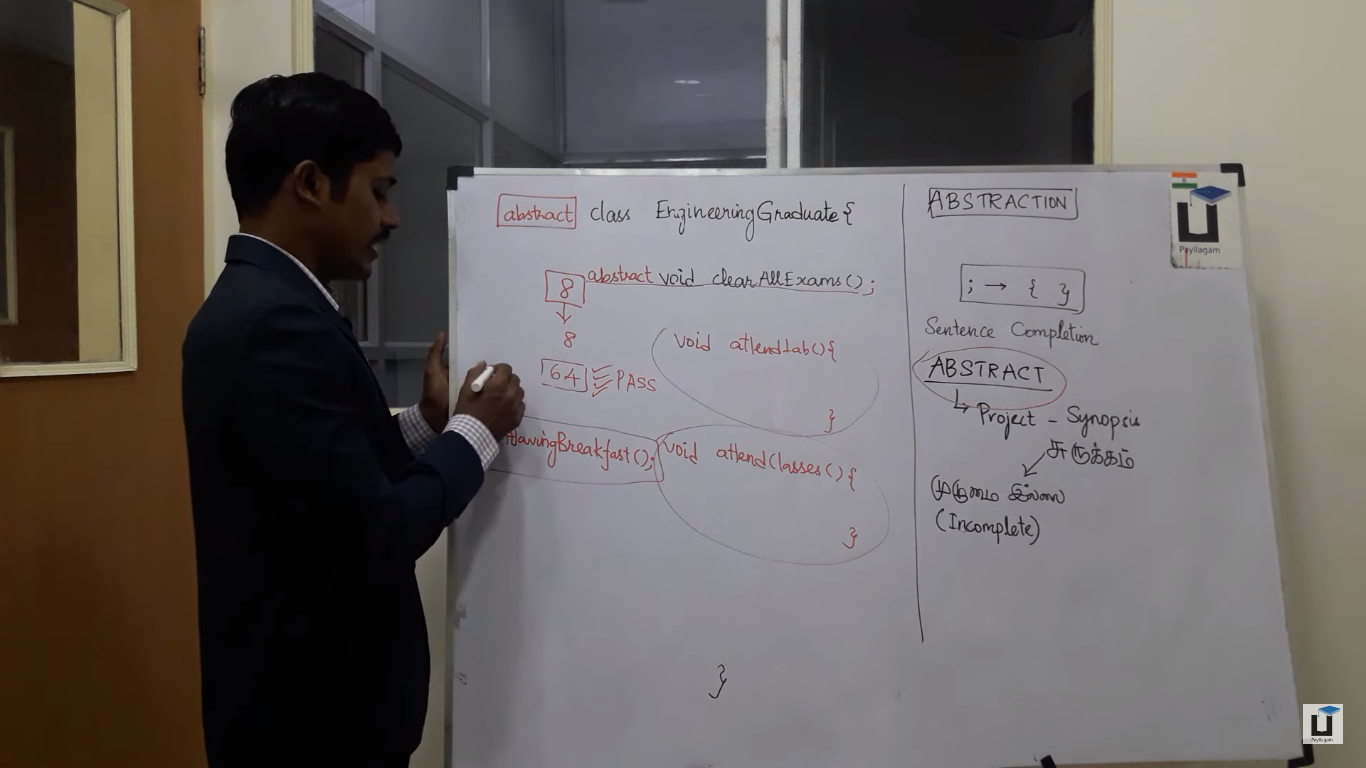 abstract class EngineeringGraduate{
8 abstract void clearAllExams();
8
void attendLab(){
64 PASS
}
HavingBreakfast();
void attendClasses(){
}
}
ABSTRACTION
; → { }
Sentence Completion
ABSTRACT
Project - Synopsis
சுருக்கம்
முழுமை இல்லை
(Incomplete)
Payilagam
Payilagam